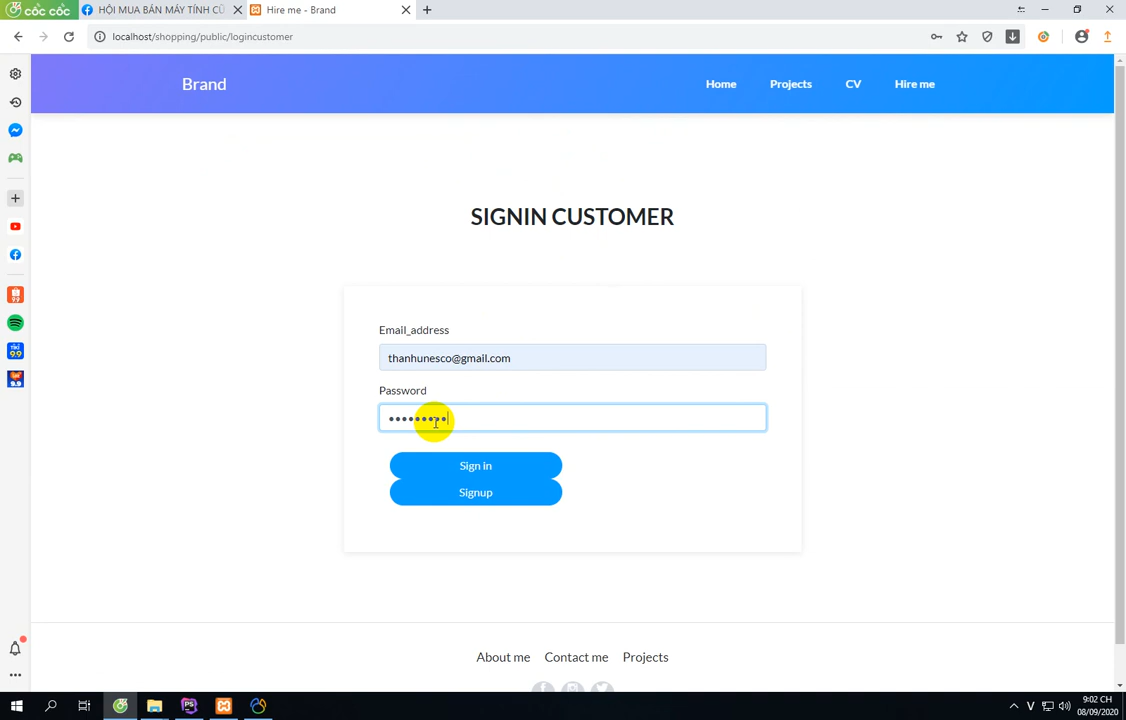 cốc cốc
HỘI MUA BÁN MÁY TÍNH CŨ
Hire me - Brand
localhost/shopping/public/logincustomer
Brand
Home
Projects
CV
Hire me
SIGNIN CUSTOMER
Email_address
thanhunesco@gmail.com
Password
•••••••••
Sign in
Signup
About me
Contact me
Projects
V
9:02 CH
08/09/2020